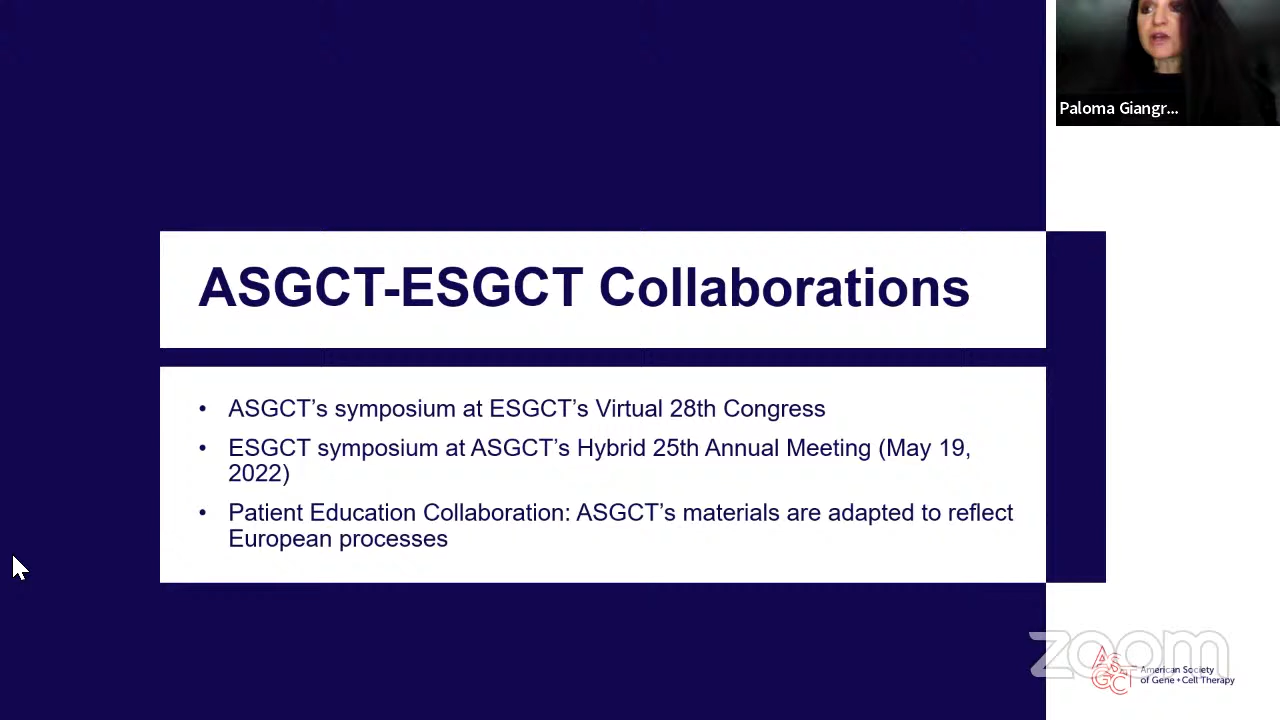 Paloma Giangr...
ASGCT-ESGCT Collaborations
• ASGCT’s symposium at ESGCT’s Virtual 28th Congress
• ESGCT symposium at ASGCT’s Hybrid 25th Annual Meeting (May 19,
2022)
• Patient Education Collaboration: ASGCT’s materials are adapted to reflect
European processes
zoom
ASGCT
American Society
of Gene + Cell Therapy